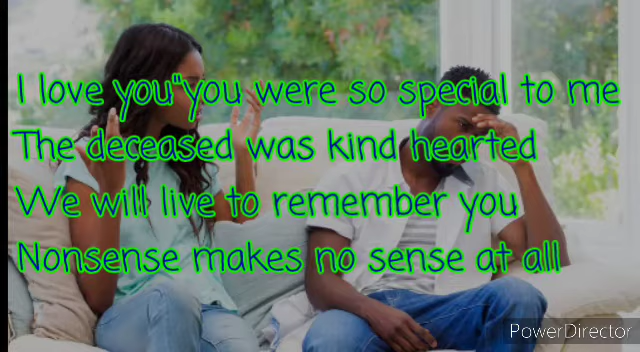 I love you"you were so special to me
The deceased was kind hearted
We will live to remember you
Nonsense makes no sense at all
PowerDirector